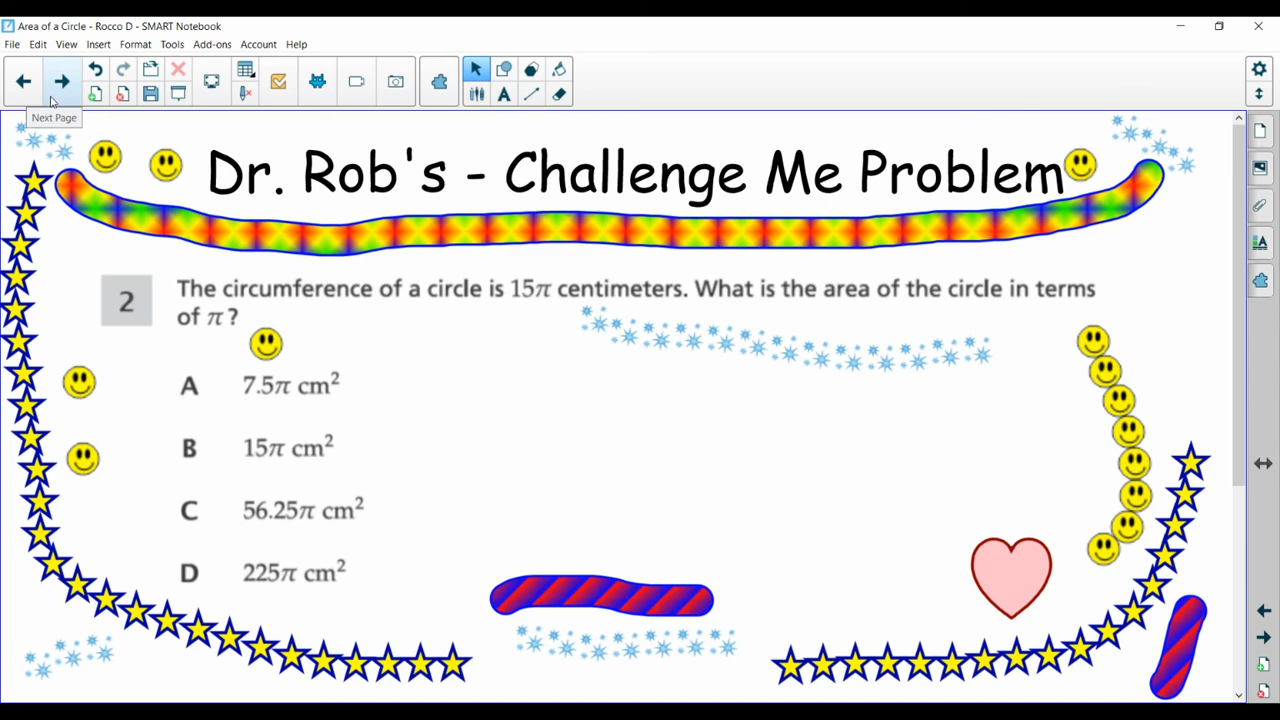 Area of a Circle - Rocco D - SMART Notebook
File Edit View Insert Format Tools Add-ons Account Help
Next Page
Dr. Rob's - Challenge Me Problem
2 The circumference of a circle is 15π centimeters. What is the area of the circle in terms
of π?
A 7.5π cm²
B 15π cm²
C 56.25π cm²
D 225π cm²